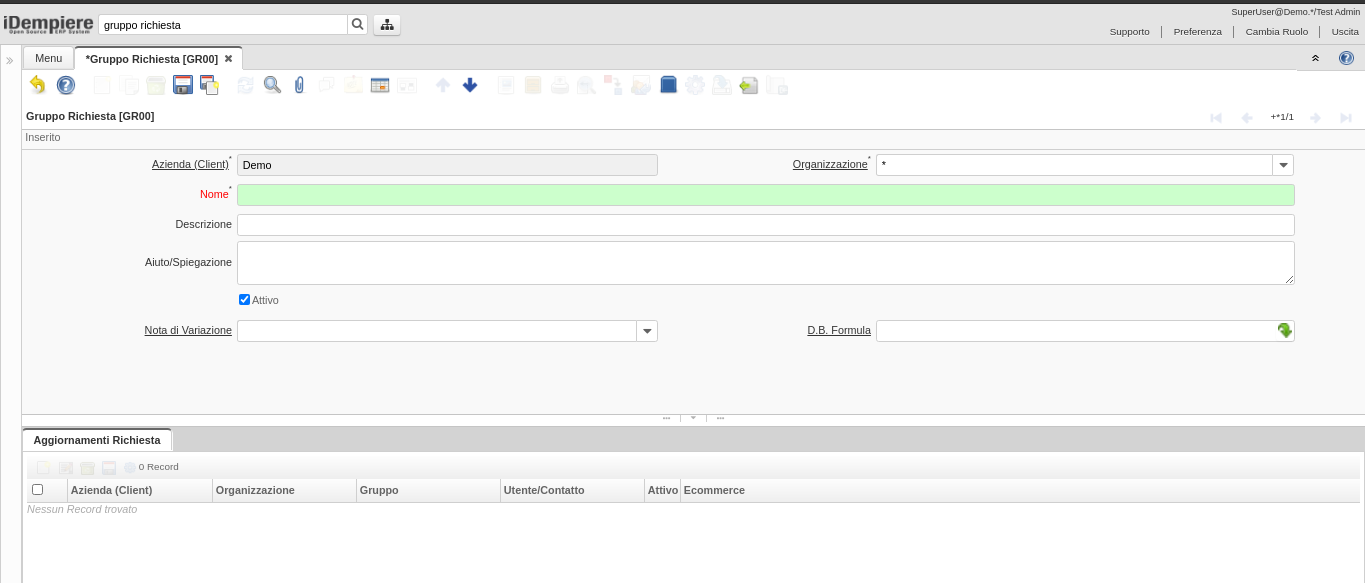 SuperUser@Demo.*/Test Admin
iDempiere
Open Source ERP System
gruppo richiesta
Supporto
Preferenza
Cambia Ruolo
Uscita
Menu
*Gruppo Richiesta [GR00]
Gruppo Richiesta [GR00]
+*1/1
Inserito
Azienda (Client)*
Demo
Organizzazione*
*
Nome*
Descrizione
Aiuto/Spiegazione
Attivo
Nota di Variazione
D.B. Formula
Aggiornamenti Richiesta
0 Record
Azienda (Client) Organizzazione Gruppo Utente/Contatto Attivo Ecommerce
Nessun Record trovato